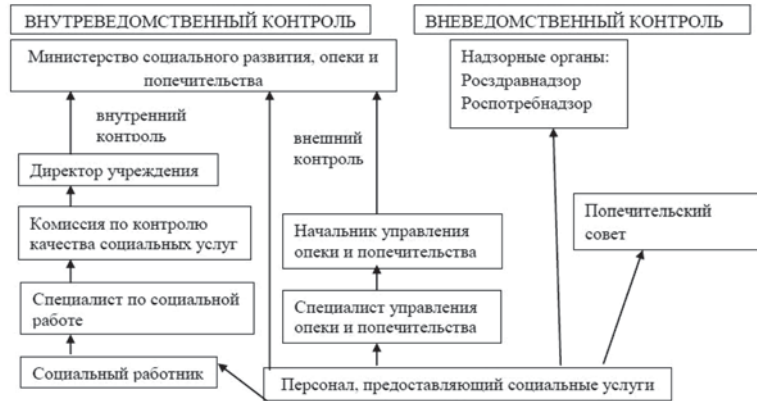 ВНУТРЕВЕДОМСТВЕННЫЙ КОНТРОЛЬ
ВНЕВЕДОМСТВЕННЫЙ КОНТРОЛЬ
Министерство социального развития, опеки и
попечительства
Надзорные органы:
Росздравнадзор
Роспотребнадзор
внутренний
контроль
внешний
контроль
Директор учреждения
Комиссия по контролю
качества социальных услуг
Начальник управления
опеки и попечительства
Попечительский
совет
Специалист по социальной
работе
Специалист управления
опеки и попечительства
Социальный работник
Персонал, предоставляющий социальные услуги